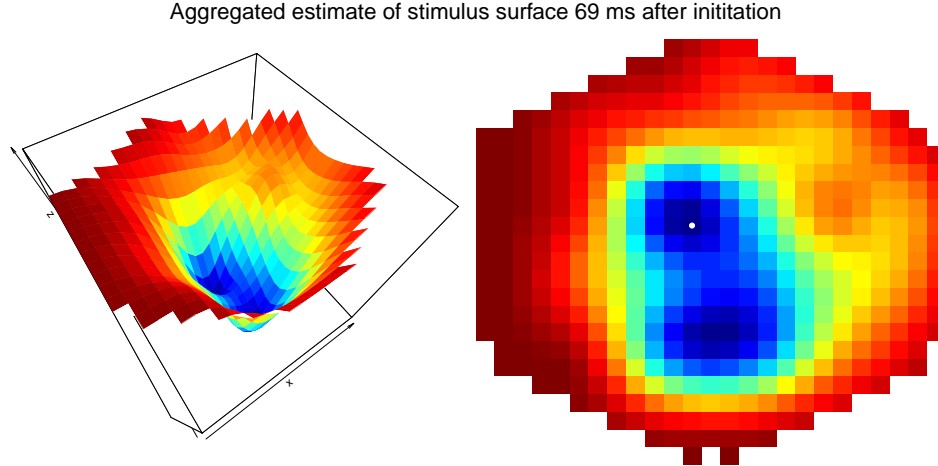 Aggregated estimate of stimulus surface 69 ms after inititation
z
x